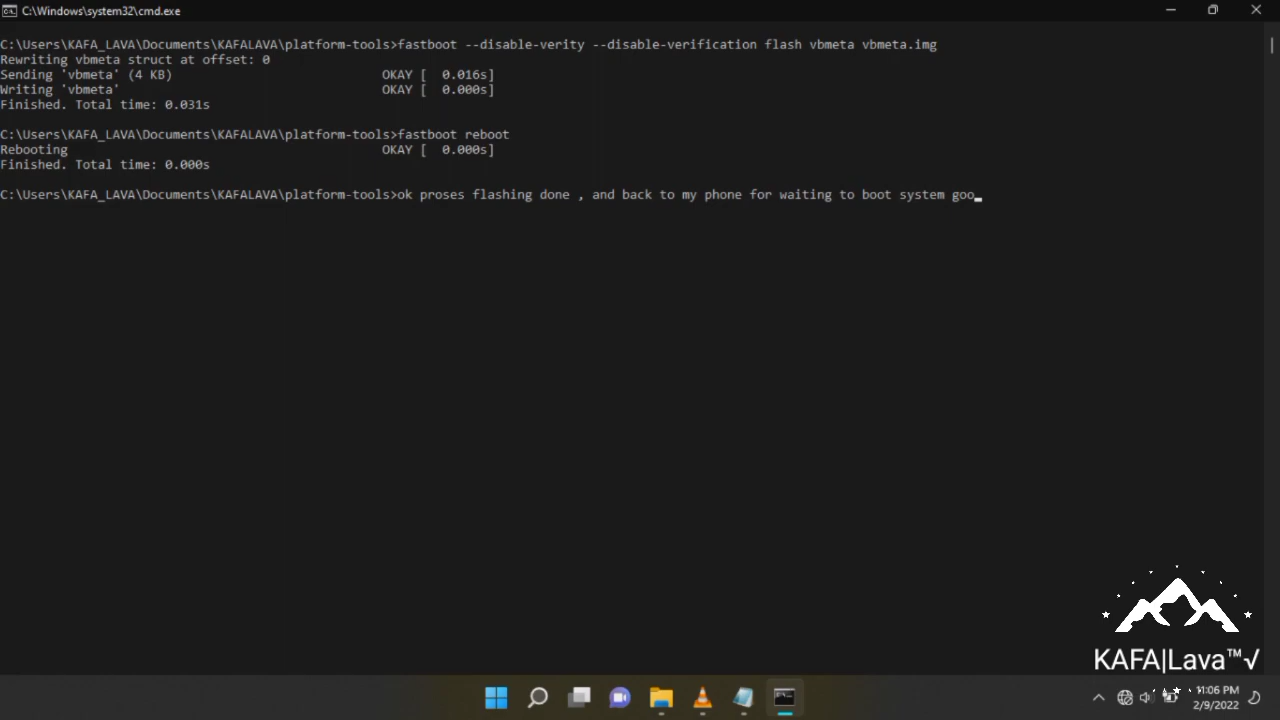 C:\Windows\system32\cmd.exe
C:\Users\KAFA_LAVA\Documents\KAFALAVA\platform-tools>fastboot --disable-verity --disable-verification flash vbmeta vbmeta.img
Rewriting vbmeta struct at offset: 0
Sending 'vbmeta' (4 KB) OKAY [ 0.016s]
Writing 'vbmeta' OKAY [ 0.000s]
Finished. Total time: 0.031s
C:\Users\KAFA_LAVA\Documents\KAFALAVA\platform-tools>fastboot reboot
Rebooting OKAY [ 0.000s]
Finished. Total time: 0.000s
C:\Users\KAFA_LAVA\Documents\KAFALAVA\platform-tools>ok proses flashing done , and back to my phone for waiting to boot system goo
KAFA|Lava™√
11:06 PM
2/9/2022